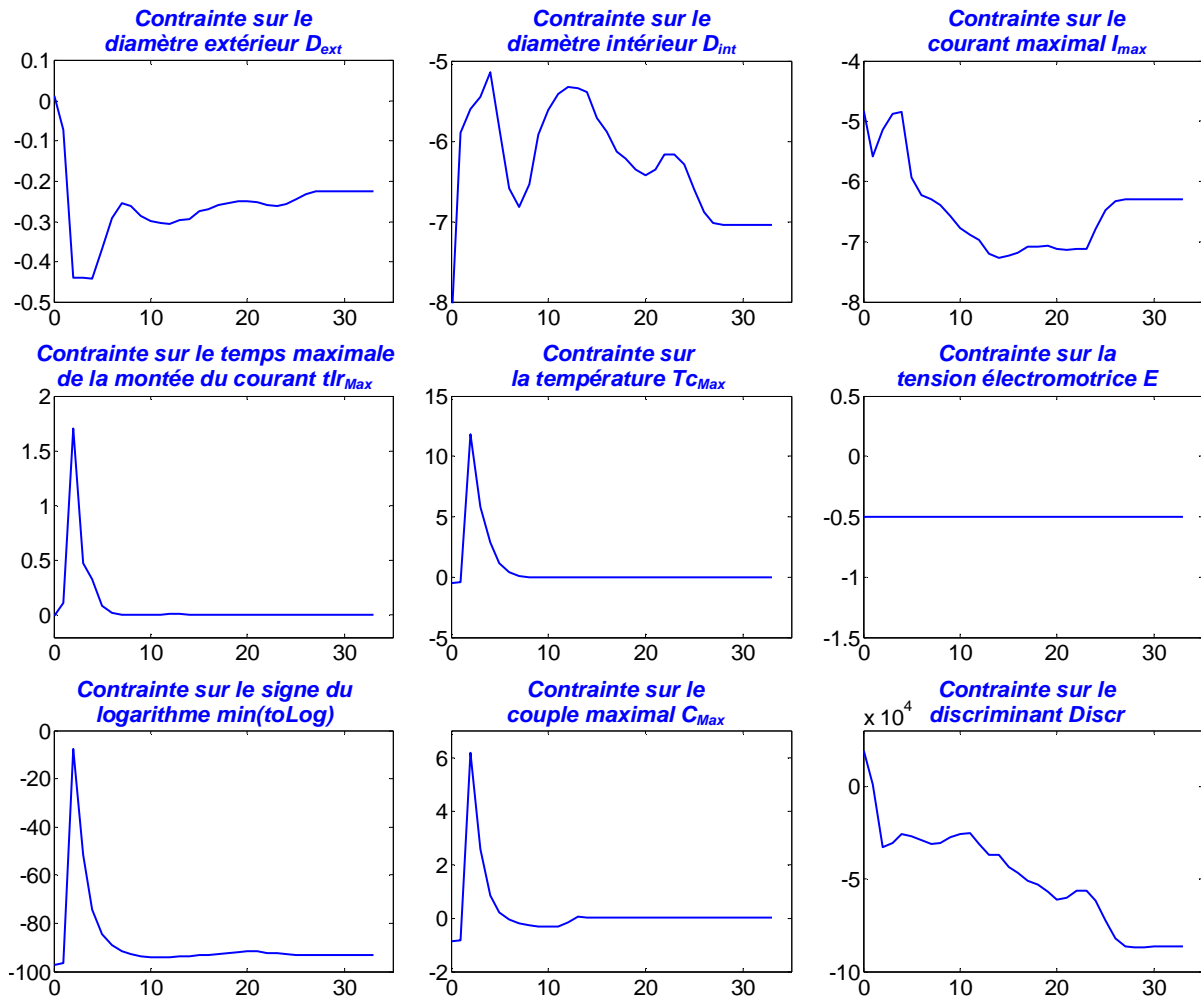 Contrainte sur le
diamètre extérieur Dext
0.1
0
-0.1
-0.2
-0.3
-0.4
-0.5
0 10 20 30
Contrainte sur le
diamètre intérieur Dint
-5
-6
-7
-8
0 10 20 30
Contrainte sur le
courant maximal Imax
-4
-5
-6
-7
-8
0 10 20 30
Contrainte sur le temps maximale
de la montée du courant tIrMax
2
1.5
1
0.5
0
0 10 20 30
Contrainte sur
la température TcMax
15
10
5
0
-5
0 10 20 30
Contrainte sur la
tension électromotrice E
0.5
0
-0.5
-1
-1.5
0 10 20 30
Contrainte sur le signe du
logarithme min(toLog)
0
-20
-40
-60
-80
-100
0 10 20 30
Contrainte sur le
couple maximal CMax
6
4
2
0
-2
0 10 20 30
Contrainte sur le
discriminant Discr
x 10^4
0
-5
-10
0 10 20 30